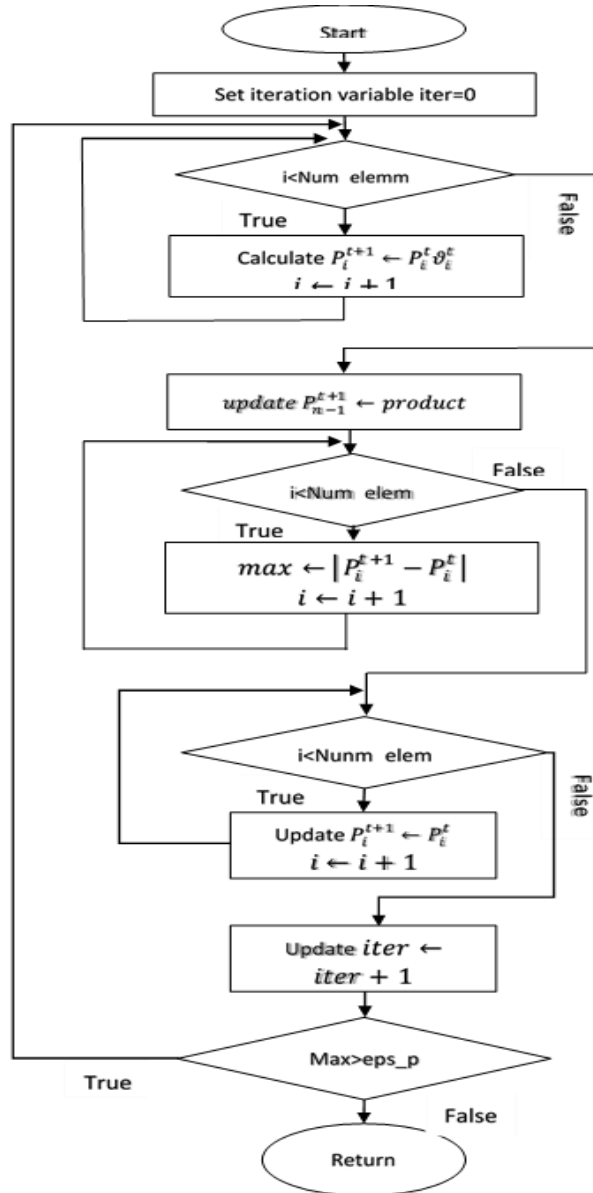 Start
Set iteration variable iter=0
i<Num elemm
True
False
Calculate P_i^{t+1} ← P_i^t ϑ_i^t
i ← i + 1
update P_{n-1}^{t+1} ← product
False
i<Num elem
True
max ← |P_i^{t+1} − P_i^t|
i ← i + 1
i<Nunm elem
False
True
Update P_i^{t+1} ← P_i^t
i ← i + 1
Update iter ←
iter + 1
Max>eps_p
True
False
Return